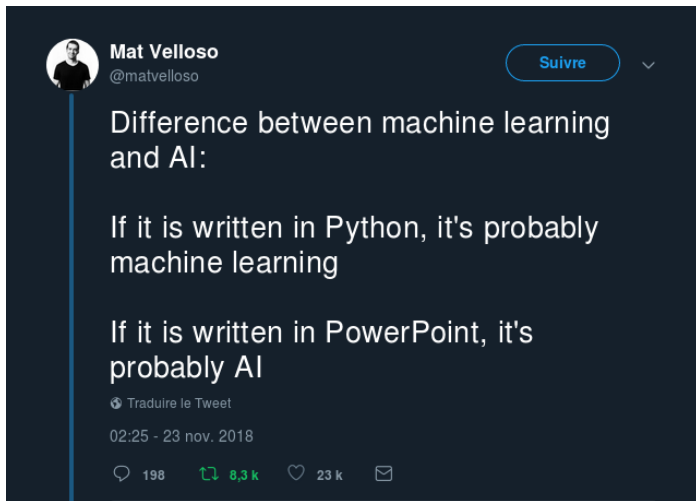 Mat Velloso
@matvelloso
Suivre
Difference between machine learning
and AI:
If it is written in Python, it's probably
machine learning
If it is written in PowerPoint, it's
probably AI
Traduire le Tweet
02:25 - 23 nov. 2018
198 8,3 k 23 k